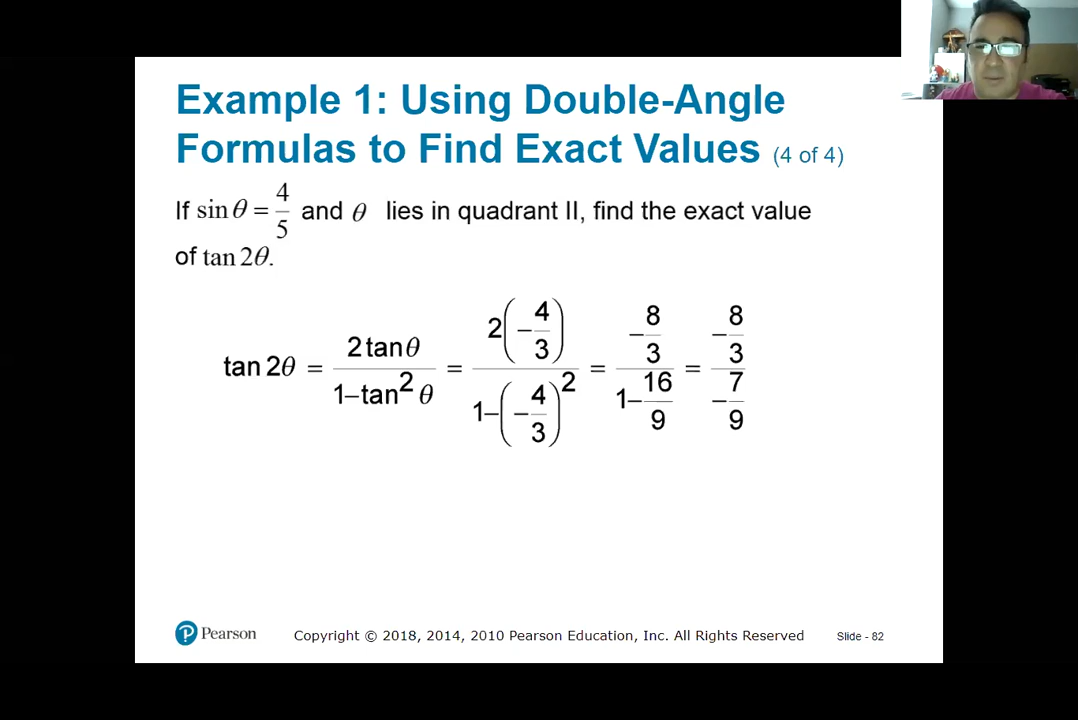 Example 1: Using Double-Angle
Formulas to Find Exact Values (4 of 4)
If sin θ = 4/5 and θ lies in quadrant II, find the exact value
of tan 2θ.
tan 2θ = 2 tan θ / 1–tan² θ = 2(–4/3) / 1–(–4/3)² = –8/3 / 1–16/9 = –8/3 / –7/9
Pearson
Copyright © 2018, 2014, 2010 Pearson Education, Inc. All Rights Reserved
Slide - 82